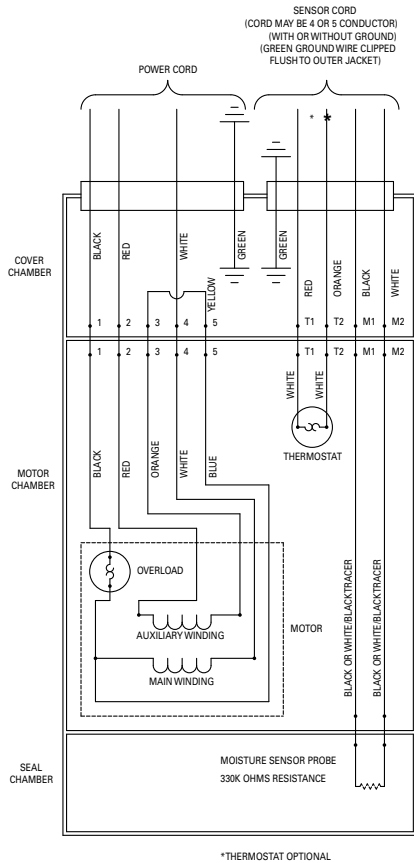 SENSOR CORD
(CORD MAY BE 4 OR 5 CONDUCTOR)
(WITH OR WITHOUT GROUND)
(GREEN GROUND WIRE CLIPPED
FLUSH TO OUTER JACKET)
POWER CORD
* *
COVER
CHAMBER
BLACK
RED
WHITE
YELLOW
GREEN
GREEN
RED
ORANGE
BLACK
WHITE
1 2 3 4 5 T1 T2 M1 M2
1 2 3 4 5 T1 T2 M1 M2
WHITE
WHITE
THERMOSTAT
MOTOR
CHAMBER
BLACK
RED
ORANGE
WHITE
BLUE
OVERLOAD
AUXILIARY WINDING
MAIN WINDING
MOTOR
BLACK OR WHITE/BLACK TRACER
BLACK OR WHITE/BLACK TRACER
SEAL
CHAMBER
MOISTURE SENSOR PROBE
330K OHMS RESISTANCE
*THERMOSTAT OPTIONAL